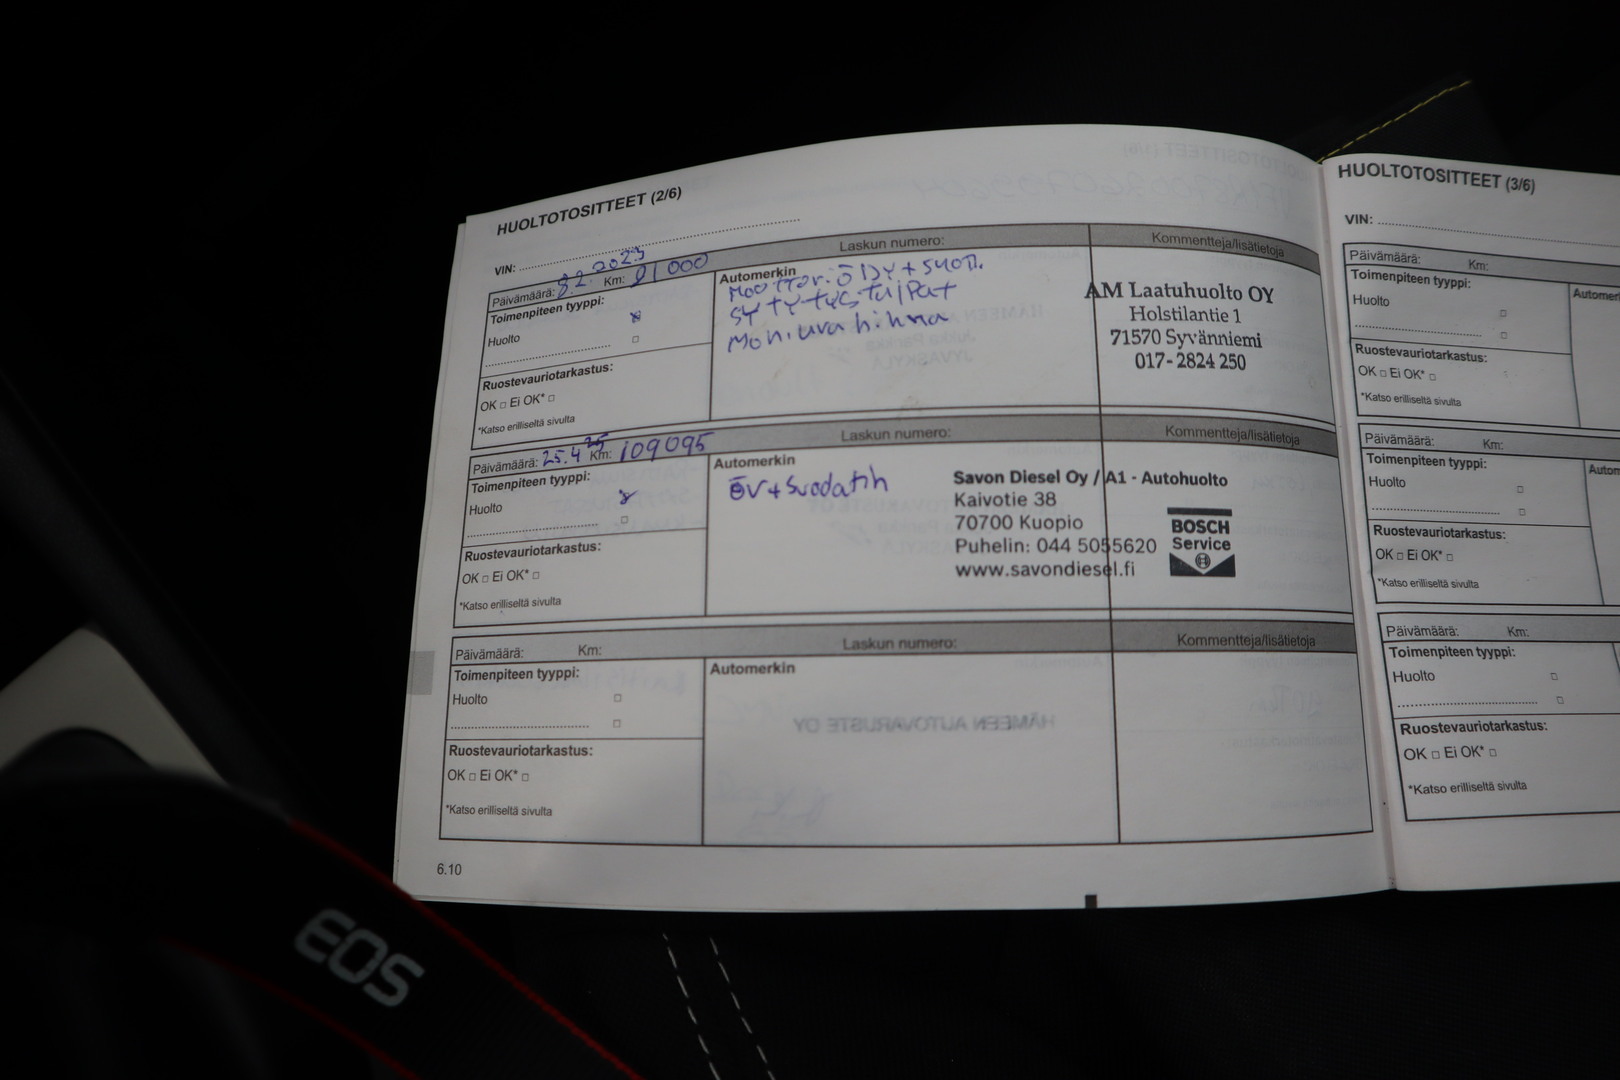 HUOLTOTOSITTEET (2/6)
VIN:
Päivämäärä: 8.2.2023 Km: 91000 Laskun numero: Kommentteja/lisätietoja
Toimenpiteen tyyppi:
Huolto
Ruostevauriotarkastus:
OK □ Ei OK* □
*Katso erilliseltä sivulta
Automerkin
Moottori
Sytytystulpat
Moniurahihna
AM Laatuhuolto OY
Holstilantie 1
71570 Syvänniemi
017-2824 250
Päivämäärä: 25.4 25 Km: 109095 Laskun numero: Kommentteja/lisätietoja
Toimenpiteen tyyppi:
Huolto
Ruostevauriotarkastus:
OK □ Ei OK* □
*Katso erilliseltä sivulta
Automerkin
ÖV+Suodatin
Savon Diesel Oy / A1 - Autohuolto
Kaivotie 38
70700 Kuopio
Puhelin: 044 5055620
www.savondiesel.fi
BOSCH
Service
Päivämäärä: Km: Laskun numero: Kommentteja/lisätietoja
Toimenpiteen tyyppi:
Huolto
Ruostevauriotarkastus:
OK □ Ei OK* □
*Katso erilliseltä sivulta
Automerkin
HÄMEEN AUTOVARUSTE OY
6.10
HUOLTOTOSITTEET (3/6)
VIN:
Päivämäärä: Km:
Toimenpiteen tyyppi:
Huolto
Ruostevauriotarkastus:
OK □ Ei OK* □
*Katso erilliseltä sivulta
Päivämäärä: Km:
Toimenpiteen tyyppi:
Huolto
Ruostevauriotarkastus:
OK □ Ei OK* □
*Katso erilliseltä sivulta
Päivämäärä: Km:
Toimenpiteen tyyppi:
Huolto
Ruostevauriotarkastus:
OK □ Ei OK* □
*Katso erilliseltä sivulta
EOS